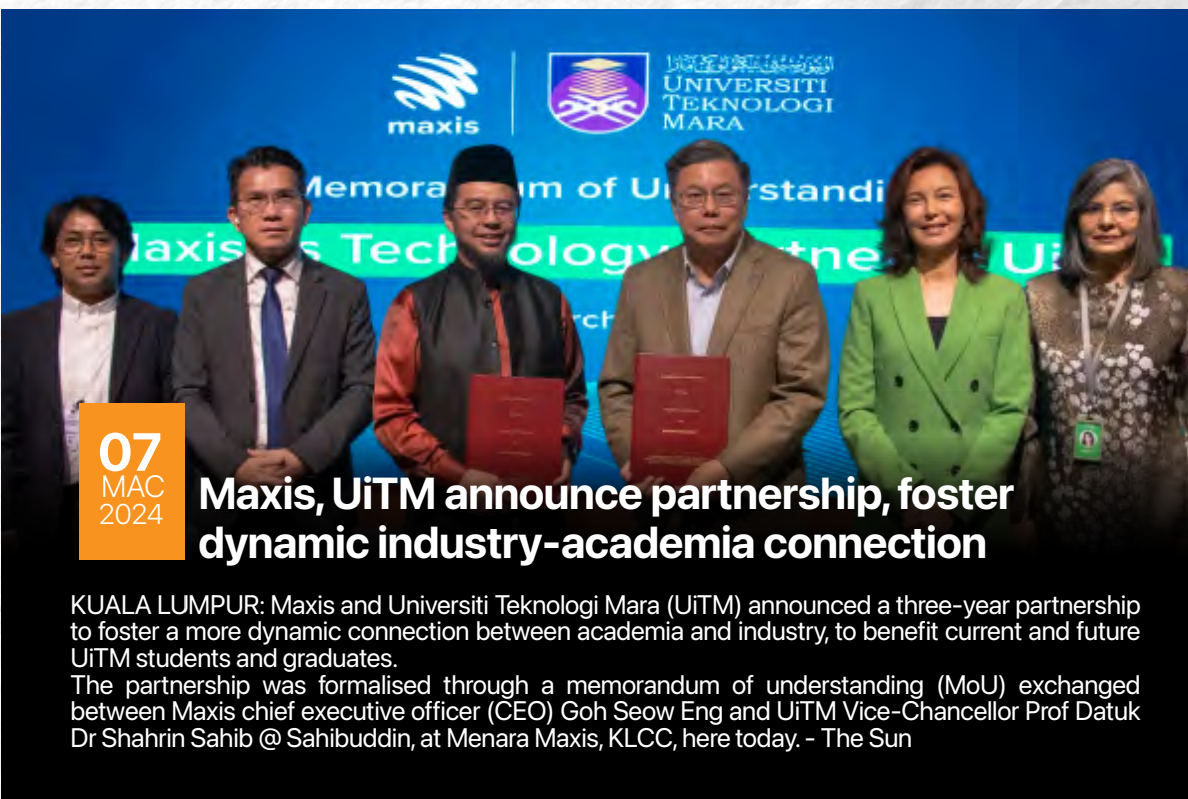 maxis
UNIVERSITI
TEKNOLOGI
MARA
Memora um of U rstandi
07
MAC
2024
Maxis, UiTM announce partnership, foster
dynamic industry-academia connection
KUALA LUMPUR: Maxis and Universiti Teknologi Mara (UiTM) announced a three-year partnership
to foster a more dynamic connection between academia and industry, to benefit current and future
UiTM students and graduates.
The partnership was formalised through a memorandum of understanding (MoU) exchanged
between Maxis chief executive officer (CEO) Goh Seow Eng and UiTM Vice-Chancellor Prof Datuk
Dr Shahrin Sahib @ Sahibuddin, at Menara Maxis, KLCC, here today. - The Sun